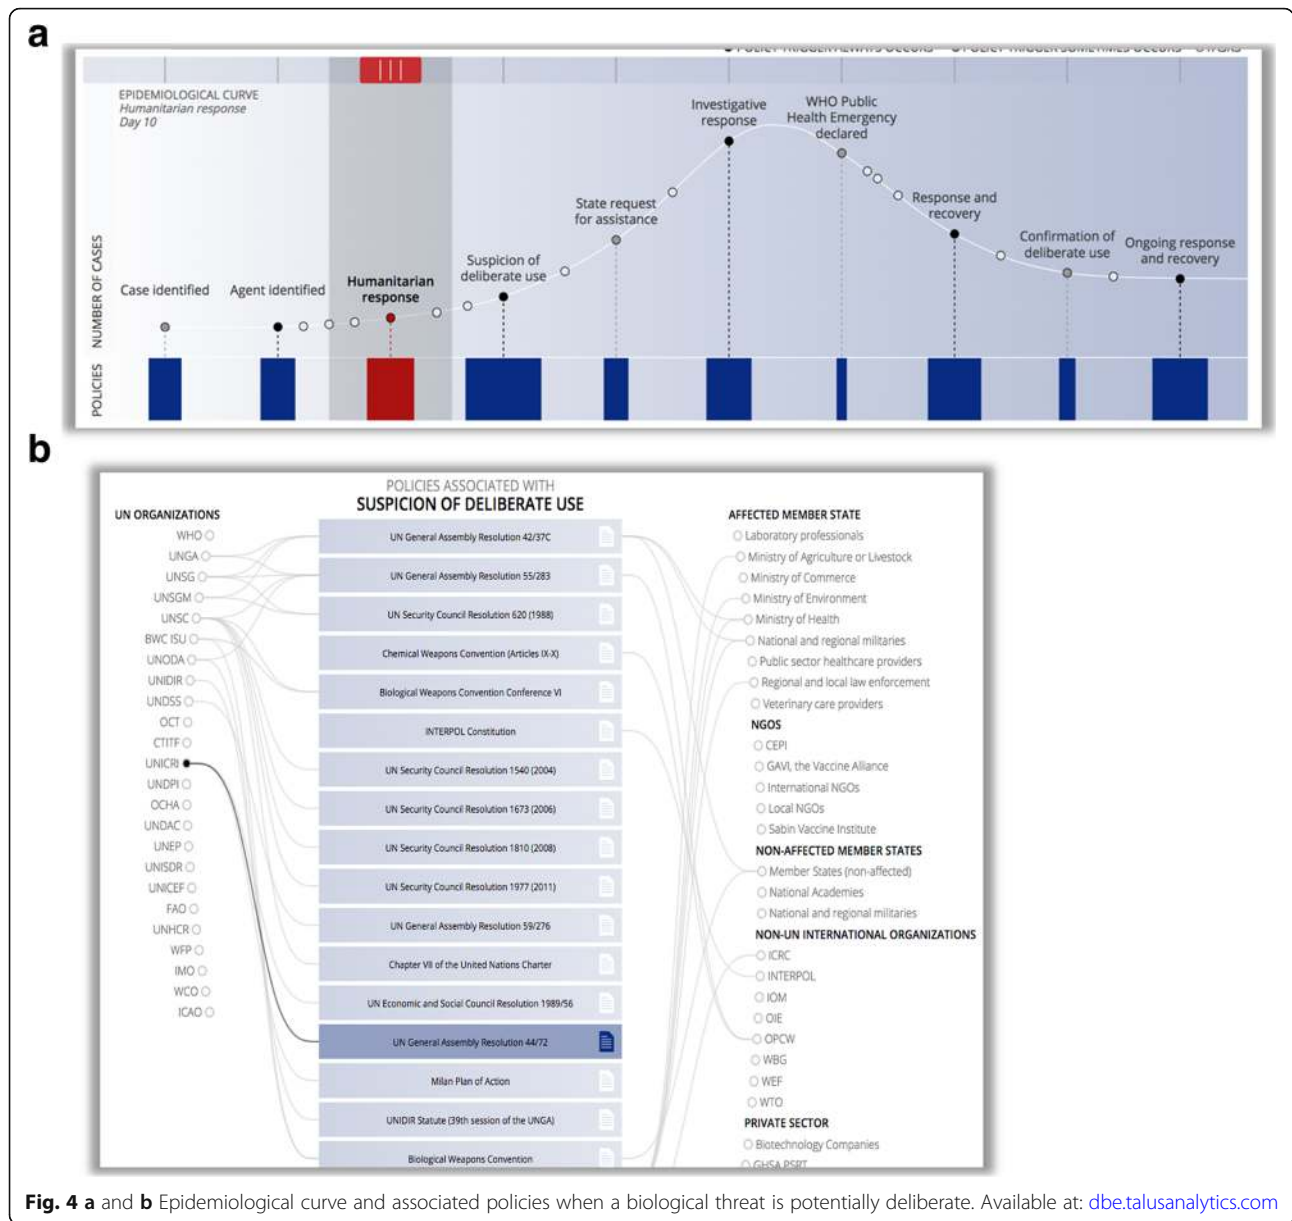 a
POLICY TRIGGER ALWAYS OCCURS POLICY TRIGGER SOMETIMES OCCURS
EPIDEMIOLOGICAL CURVE
Humanitarian response
Day 10
NUMBER OF CASES
POLICIES
Case identified
Agent identified
Humanitarian
response
Suspicion of
deliberate use
State request
for assistance
Investigative
response
WHO Public
Health Emergency
declared
Response and
recovery
Confirmation of
deliberate use
Ongoing response
and recovery
b
POLICIES ASSOCIATED WITH
SUSPICION OF DELIBERATE USE
UN ORGANIZATIONS
WHO
UNGA
UNSG
UNSGM
UNSC
BWC ISU
UNODA
UNIDIR
UNDSS
OCT
CTITF
UNICRI
UNDPI
OCHA
UNDAC
UNEP
UNISDR
UNICEF
FAO
UNHCR
WFP
IMO
WCO
ICAO
UN General Assembly Resolution 42/37C
UN General Assembly Resolution 55/283
UN Security Council Resolution 620 (1988)
Chemical Weapons Convention (Articles IX-X)
Biological Weapons Convention Conference VI
INTERPOL Constitution
UN Security Council Resolution 1540 (2004)
UN Security Council Resolution 1673 (2006)
UN Security Council Resolution 1810 (2008)
UN Security Council Resolution 1977 (2011)
UN General Assembly Resolution 59/276
Chapter VII of the United Nations Charter
UN Economic and Social Council Resolution 1989/56
UN General Assembly Resolution 44/72
Milan Plan of Action
UNIDIR Statute (39th session of the UNGA)
Biological Weapons Convention
AFFECTED MEMBER STATE
Laboratory professionals
Ministry of Agriculture or Livestock
Ministry of Commerce
Ministry of Environment
Ministry of Health
National and regional militaries
Public sector healthcare providers
Regional and local law enforcement
Veterinary care providers
NGOS
CEPI
GAVI, the Vaccine Alliance
International NGOs
Local NGOs
Sabin Vaccine Institute
NON-AFFECTED MEMBER STATES
Member States (non-affected)
National Academies
National and regional militaries
NON-UN INTERNATIONAL ORGANIZATIONS
ICRC
INTERPOL
IOM
OIE
OPCW
WBG
WEF
WTO
PRIVATE SECTOR
Biotechnology Companies
GHSA PSRT
Fig. 4 a and b Epidemiological curve and associated policies when a biological threat is potentially deliberate. Available at: dbe.talusanalytics.com